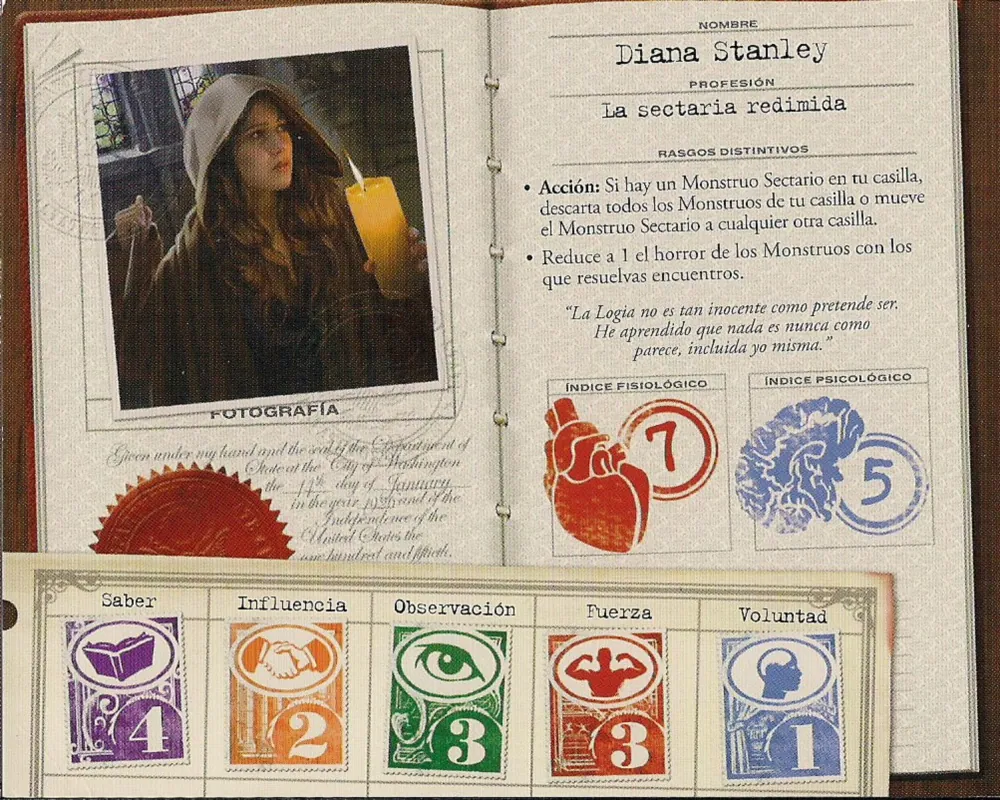 FOTOGRAFÍA
Given under my hand and the seal of the Department of
State at the City of Washington
the 14th day of January
in the year 1926 and of the
Independence of the
United States the
one hundred and fiftieth.
NOMBRE
Diana Stanley
PROFESIÓN
La sectaria redimida
RASGOS DISTINTIVOS
• Acción: Si hay un Monstruo Sectario en tu casilla,
descarta todos los Monstruos de tu casilla o mueve
el Monstruo Sectario a cualquier otra casilla.
• Reduce a 1 el horror de los Monstruos con los
que resuelvas encuentros.
“La Logia no es tan inocente como pretende ser.
He aprendido que nada es nunca como
parece, incluida yo misma.”
ÍNDICE FISIOLÓGICO
7
ÍNDICE PSICOLÓGICO
5
Saber
4
Influencia
2
Observación
3
Fuerza
3
Voluntad
1